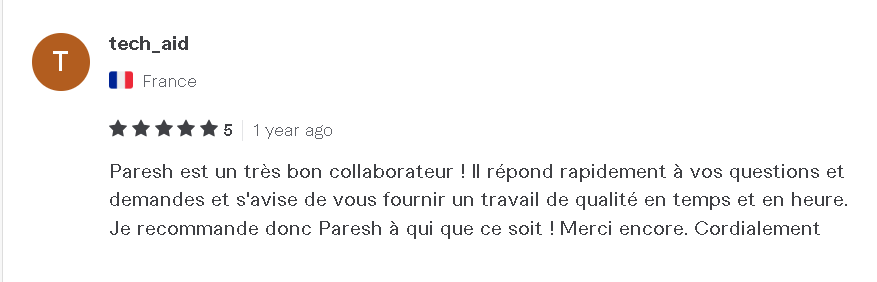 T
tech_aid
France
5 1 year ago
Paresh est un très bon collaborateur ! Il répond rapidement à vos questions et
demandes et s'avise de vous fournir un travail de qualité en temps et en heure.
Je recommande donc Paresh à qui que ce soit ! Merci encore. Cordialement